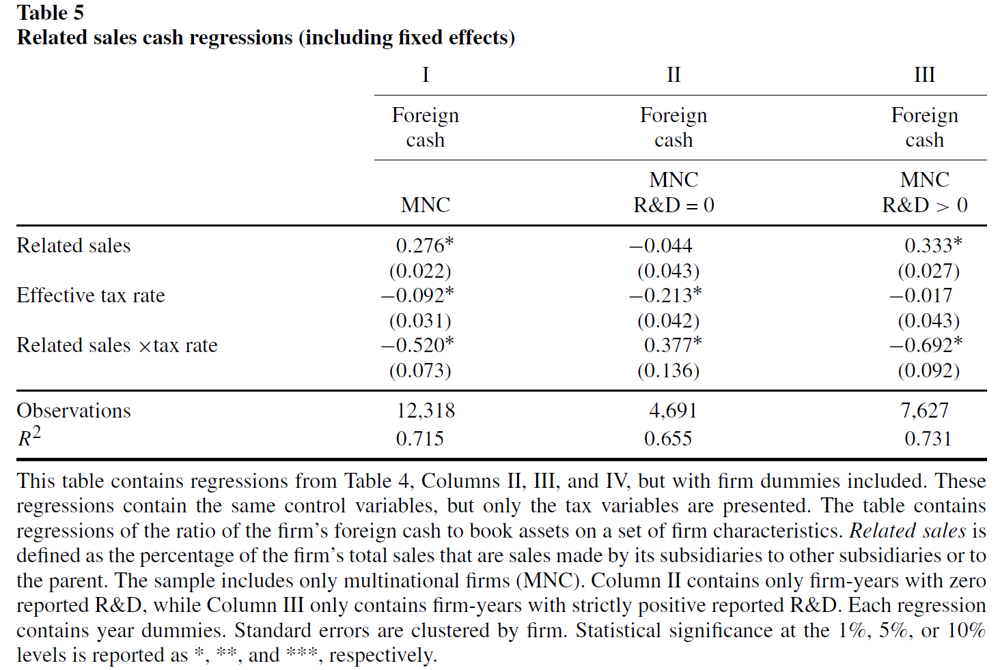 Table 5
Related sales cash regressions (including fixed effects)
I II III
Foreign Foreign Foreign
cash cash cash
MNC MNC
MNC R&D = 0 R&D > 0
Related sales 0.276* −0.044 0.333*
(0.022) (0.043) (0.027)
Effective tax rate −0.092* −0.213* −0.017
(0.031) (0.042) (0.043)
Related sales ×tax rate −0.520* 0.377* −0.692*
(0.073) (0.136) (0.092)
Observations 12,318 4,691 7,627
R² 0.715 0.655 0.731
This table contains regressions from Table 4, Columns II, III, and IV, but with firm dummies included. These
regressions contain the same control variables, but only the tax variables are presented. The table contains
regressions of the ratio of the firm’s foreign cash to book assets on a set of firm characteristics. Related sales is
defined as the percentage of the firm’s total sales that are sales made by its subsidiaries to other subsidiaries or to
the parent. The sample includes only multinational firms (MNC). Column II contains only firm-years with zero
reported R&D, while Column III only contains firm-years with strictly positive reported R&D. Each regression
contains year dummies. Standard errors are clustered by firm. Statistical significance at the 1%, 5%, or 10%
levels is reported as *, **, and ***, respectively.